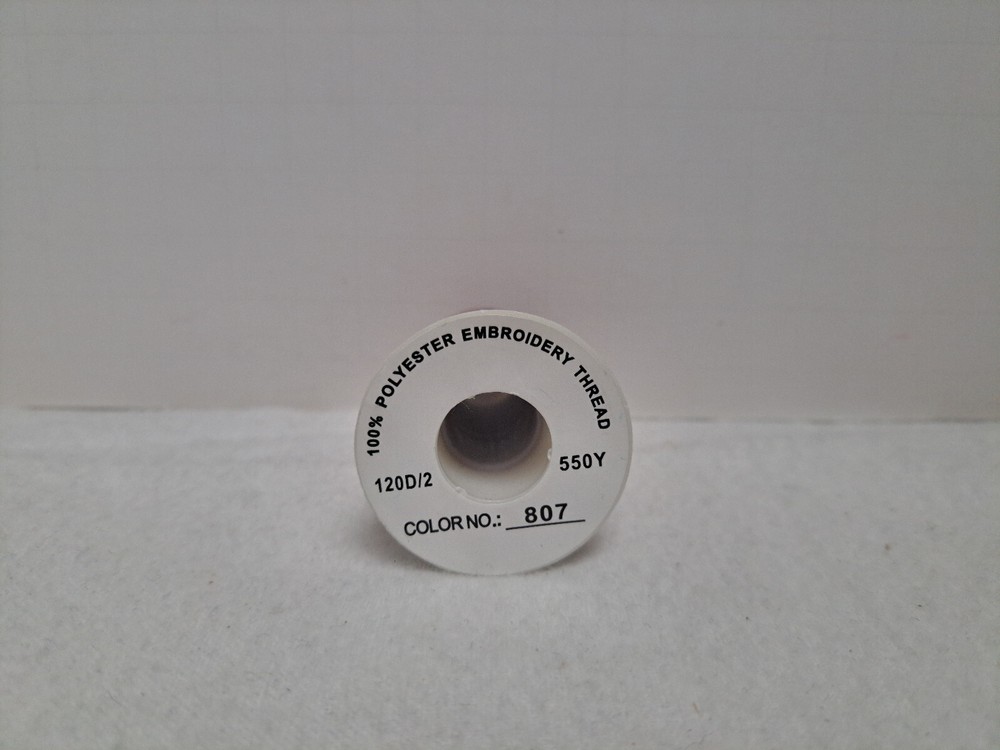 100% POLYESTER EMBROIDERY THREAD
120D/2
550Y
COLOR NO.: 807